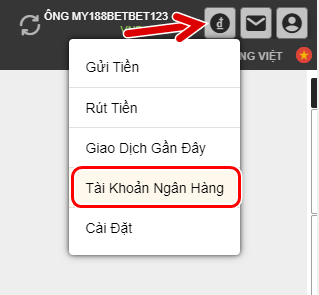 ÔNG MY188BETBET123
đ
NG VIỆT
Gửi Tiền
Rút Tiền
Giao Dịch Gần Đây
Tài Khoản Ngân Hàng
Cài Đặt